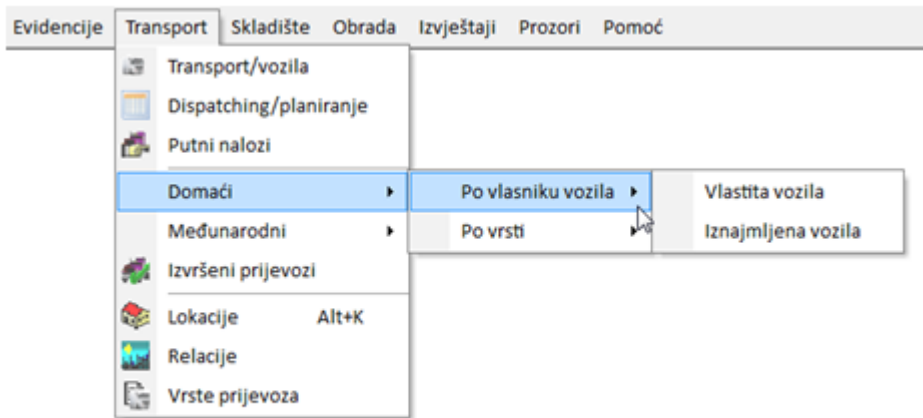 Evidencije Transport Skladište Obrada Izvještaji Prozori Pomoć
Transport/vozila
Dispatching/planiranje
Putni nalozi
Domaći Po vlasniku vozila Vlastita vozila
Međunarodni Po vrsti Iznajmljena vozila
Izvršeni prijevozi
Lokacije Alt+K
Relacije
Vrste prijevoza